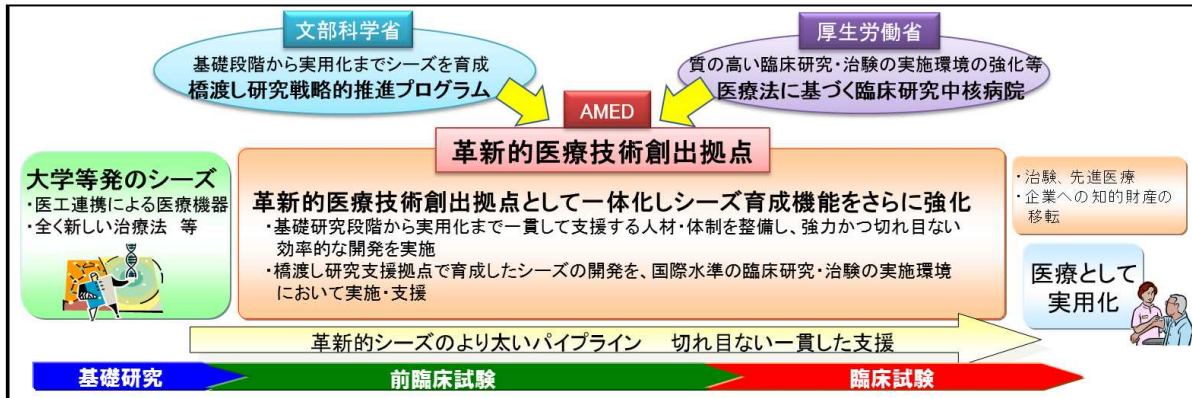 文部科学省
基礎段階から実用化までシーズを育成
橋渡し研究戦略的推進プログラム
厚生労働省
質の高い臨床研究・治験の実施環境の強化等
医療法に基づく臨床研究中核病院
AMED
革新的医療技術創出拠点
大学等発のシーズ
・医工連携による医療機器
・全く新しい治療法 等
革新的医療技術創出拠点として一体化しシーズ育成機能をさらに強化
・基礎研究段階から実用化まで一貫して支援する人材・体制を整備し、強力かつ切れ目ない
効率的な開発を実施
・橋渡し研究支援拠点で育成したシーズの開発を、国際水準の臨床研究・治験の実施環境
において実施・支援
・治験、先進医療
・企業への知的財産の
移転
医療として
実用化
革新的シーズのより太いパイプライン 切れ目ない一貫した支援
基礎研究
前臨床試験
臨床試験